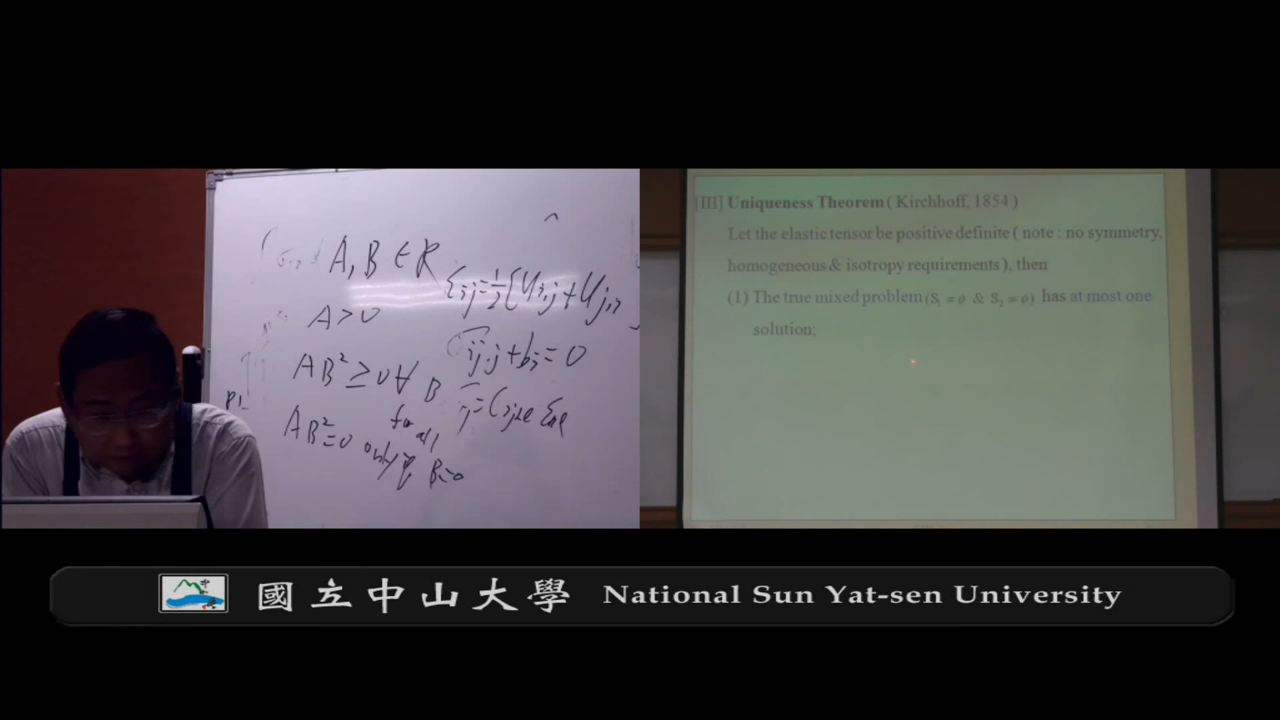 A, B ∈ R
A > 0
AB² ≥ 0 ∀ B
for all
AB² = 0 only if B = 0
εij = ½(ui,j + uj,i
ij,j + bi = 0
ij = Cijkl εkl
[III] Uniqueness Theorem ( Kirchhoff, 1854 )
Let the elastic tensor be positive definite ( note : no symmetry,
homogeneous & isotropy requirements ), then
(1) The true mixed problem (S₁ = φ & S₂ = φ) has at most one
solution;
國立中山大學 National Sun Yat-sen University